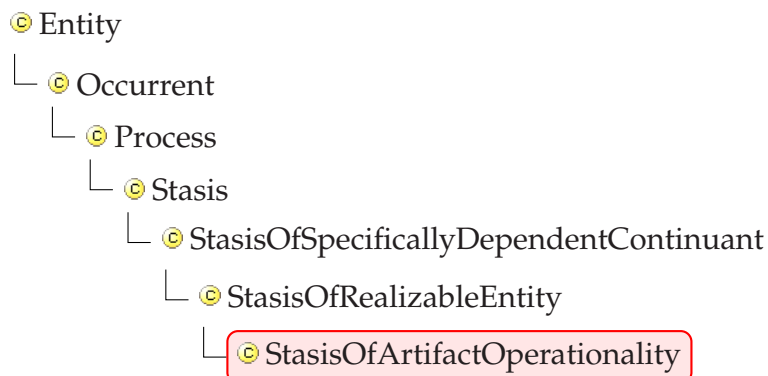 Entity
Occurrent
Process
Stasis
StasisOfSpecificallyDependentContinuant
StasisOfRealizableEntity
StasisOfArtifactOperationality